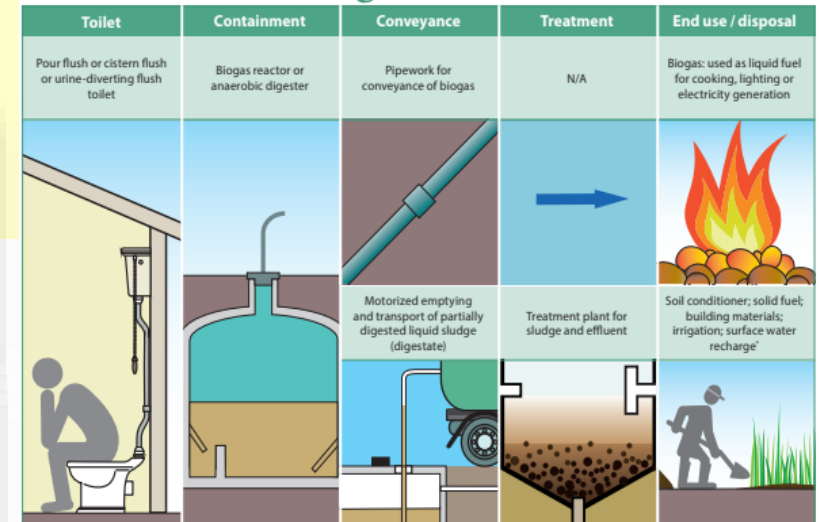 Toilet
Containment
Conveyance
Treatment
End use / disposal
Pour flush or cistern flush
or urine-diverting flush
toilet
Biogas reactor or
anaerobic digester
Pipework for
conveyance of biogas
N/A
Biogas: used as liquid fuel
for cooking, lighting or
electricity generation
Motorized emptying
and transport of partially
digested liquid sludge
(digestate)
Treatment plant for
sludge and effluent
Soil conditioner; solid fuel;
building materials;
irrigation; surface water
recharge*